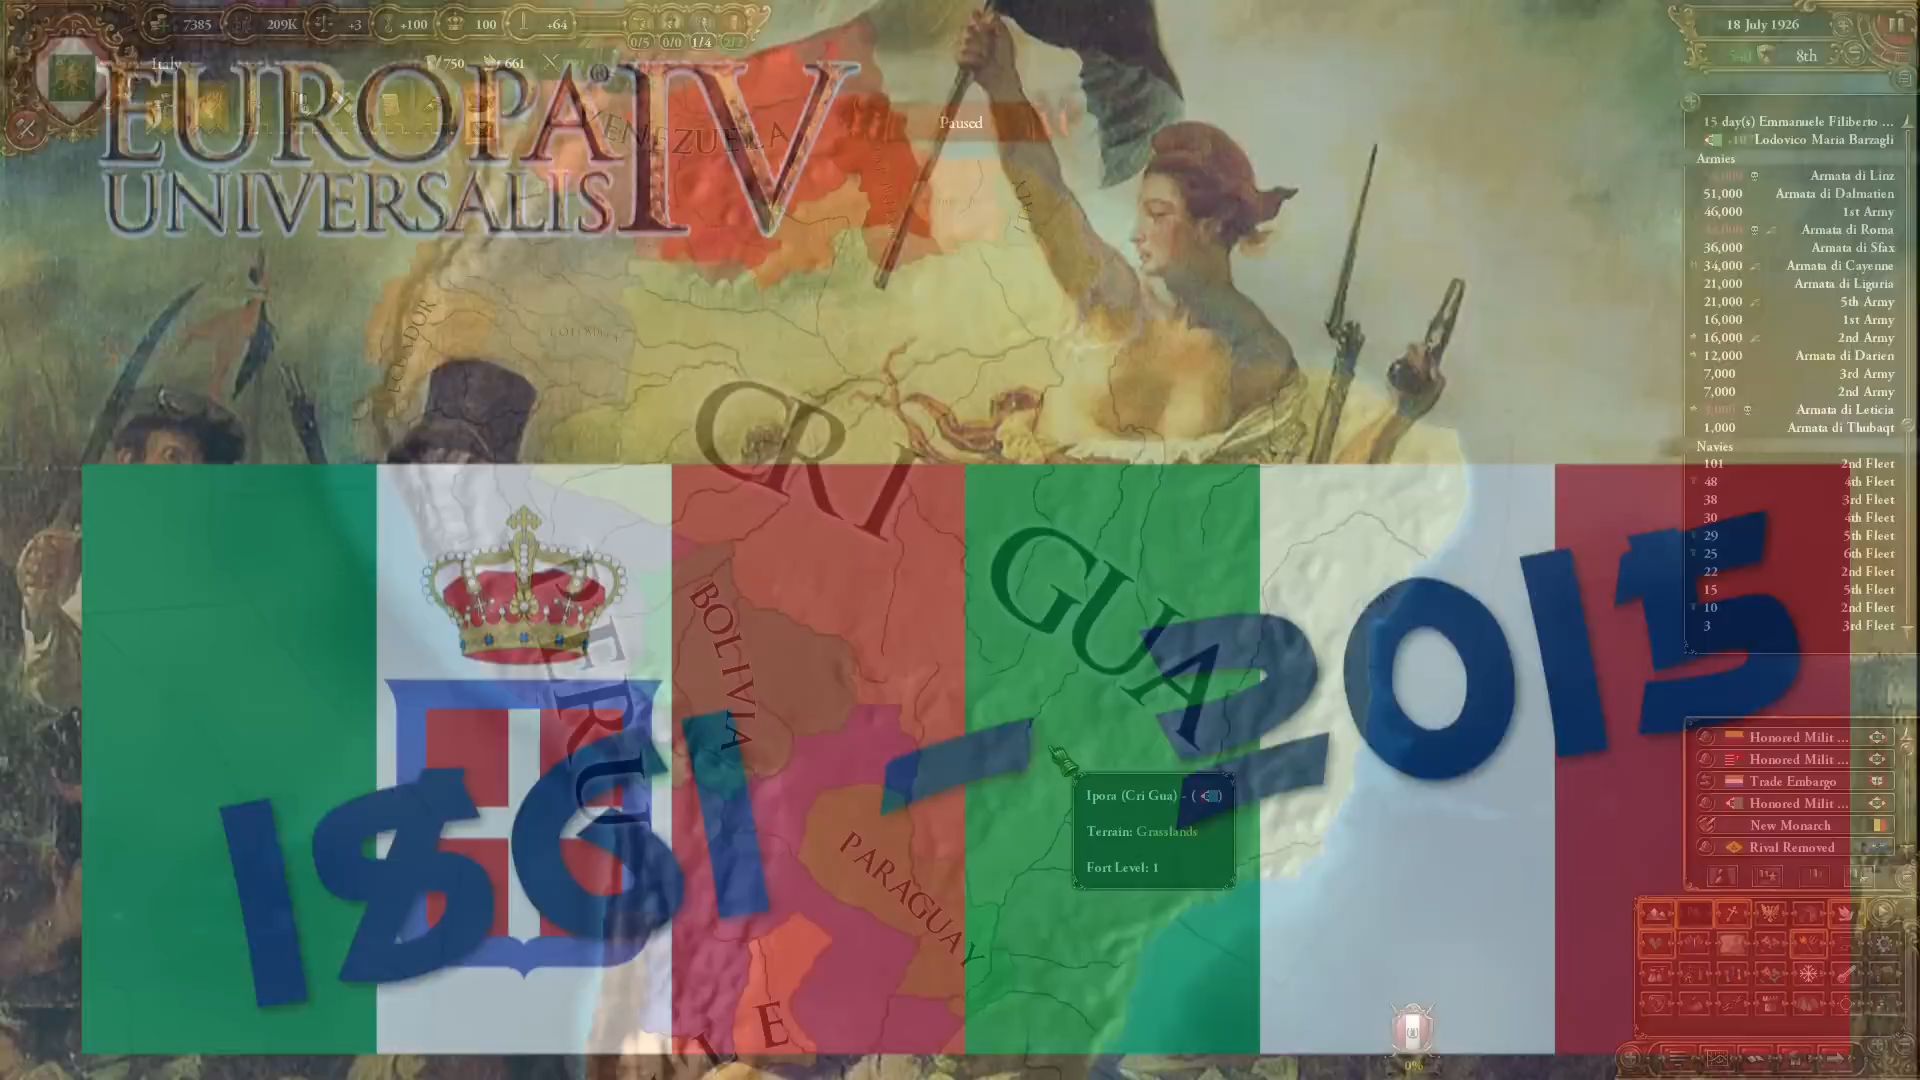 7385 209K +3 +100 100 +64
0/5 0/0 1/4 2/2
Italy 750 661
EUROPA
UNIVERSALIS IV
18 July 1926
8th
VENEZUELA
Paused
ECUADOR
CRI GUA
PERU
BOLIVIA
PARAGUAY
LE
1861 - 2015
Ipora (Cri Gua) - ( )
Terrain: Grasslands
Fort Level: 1
0%
15 day(s) Emmanuele Filiberto ...
-10 Lodovico Maria Barzagli
Armies
Armata di Linz
51,000 Armata di Dalmatien
46,000 1st Army
Armata di Roma
36,000 Armata di Sfax
34,000 Armata di Cayenne
21,000 Armata di Liguria
21,000 5th Army
16,000 1st Army
16,000 2nd Army
12,000 Armata di Darien
7,000 3rd Army
7,000 2nd Army
Armata di Leticia
1,000 Armata di Thubaqt
Navies
101 2nd Fleet
48 4th Fleet
38 3rd Fleet
30 4th Fleet
29 5th Fleet
25 6th Fleet
22 2nd Fleet
15 5th Fleet
10 2nd Fleet
3 3rd Fleet
Honored Milit ...
Honored Milit ...
Trade Embargo
Honored Milit ...
New Monarch
Rival Removed